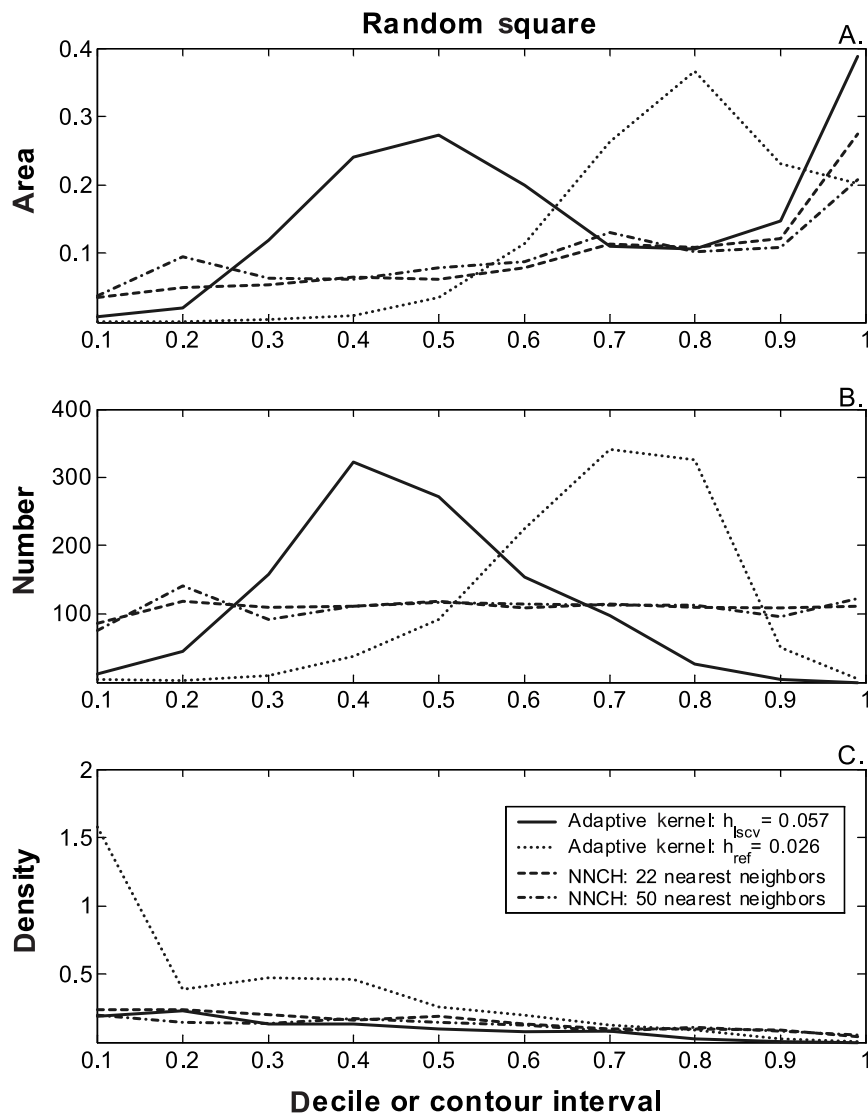 Random square
A.
0.4
0.3
0.2
0.1
Area
0.1 0.2 0.3 0.4 0.5 0.6 0.7 0.8 0.9 1
B.
400
300
200
100
Number
0.1 0.2 0.3 0.4 0.5 0.6 0.7 0.8 0.9 1
C.
2
1.5
1
0.5
Density
Adaptive kernel: hlscv = 0.057
Adaptive kernel: href = 0.026
NNCH: 22 nearest neighbors
NNCH: 50 nearest neighbors
0.1 0.2 0.3 0.4 0.5 0.6 0.7 0.8 0.9 1
Decile or contour interval